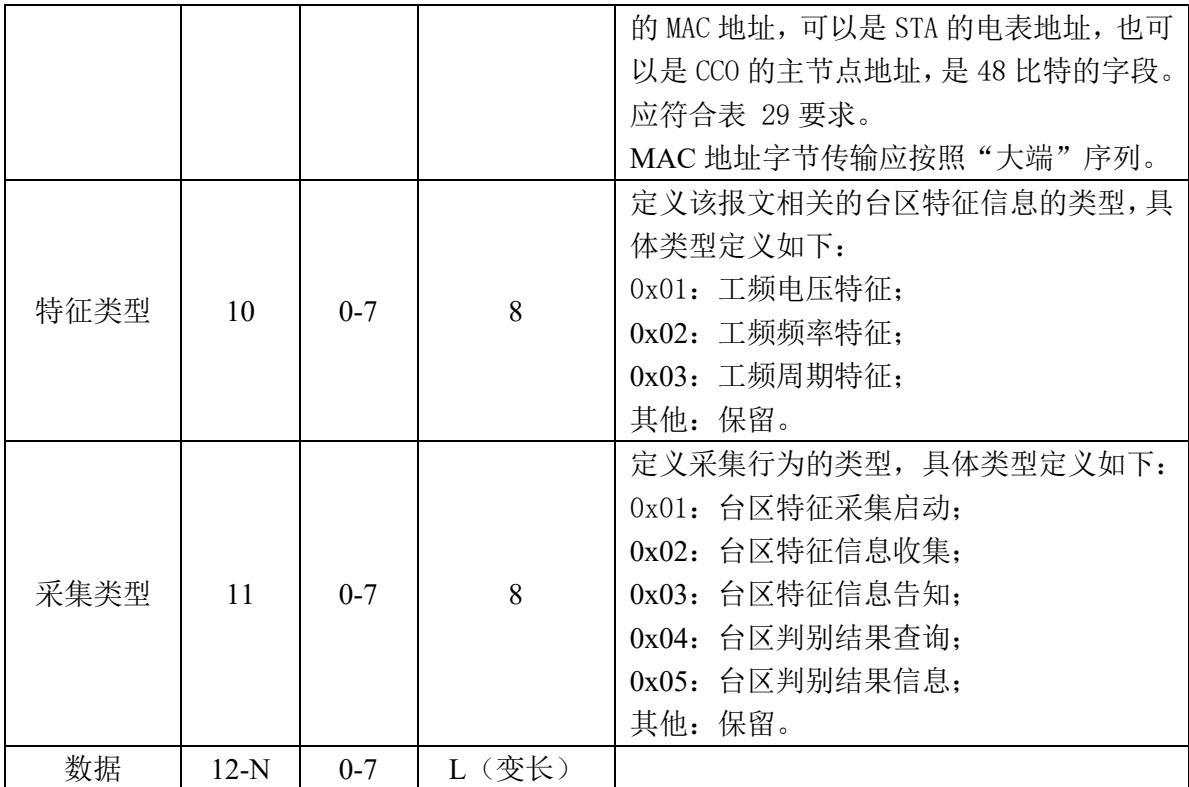 的 MAC 地址，可以是 STA 的电表地址，也可
以是 CCO 的主节点地址，是 48 比特的字段。
应符合表 29 要求。
MAC 地址字节传输应按照“大端”序列。
特征类型 10 0-7 8
定义该报文相关的台区特征信息的类型，具
体类型定义如下：
0x01：工频电压特征；
0x02：工频频率特征；
0x03：工频周期特征；
其他：保留。
采集类型 11 0-7 8
定义采集行为的类型，具体类型定义如下：
0x01：台区特征采集启动；
0x02：台区特征信息收集；
0x03：台区特征信息告知；
0x04：台区判别结果查询；
0x05：台区判别结果信息；
其他：保留。
数据 12-N 0-7 L（变长）